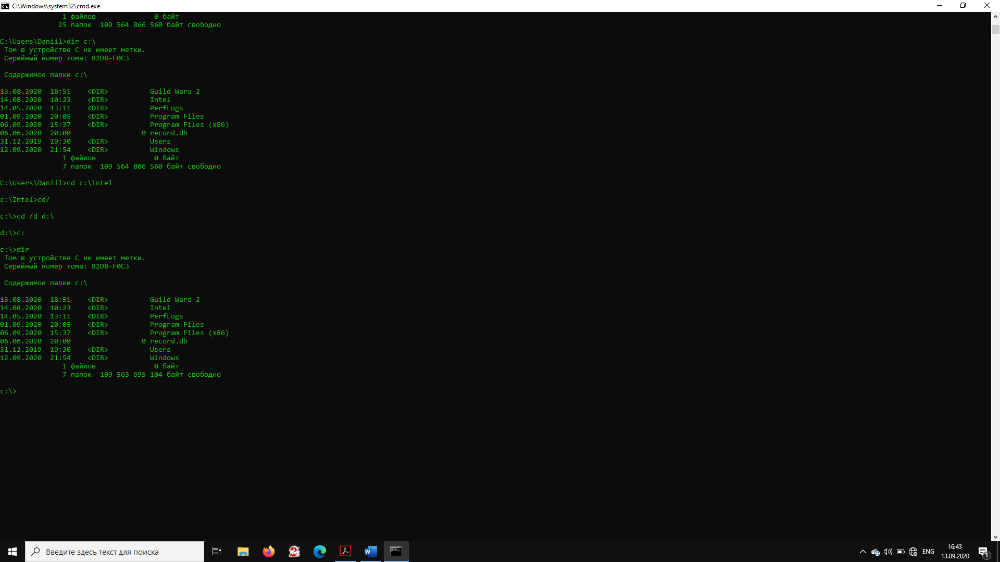 C:\Windows\system32\cmd.exe
1 файлов 0 байт
25 папок 109 564 866 560 байт свободно
C:\Users\Daniil>dir c:\
Том в устройстве C не имеет метки.
Серийный номер тома: 82D8-F0C3
Содержимое папки c:\
13.08.2020 18:51 <DIR> Guild Wars 2
14.08.2020 10:23 <DIR> Intel
14.05.2020 13:11 <DIR> PerfLogs
01.09.2020 20:05 <DIR> Program Files
06.09.2020 15:37 <DIR> Program Files (x86)
06.06.2020 20:00 0 record.db
31.12.2019 19:30 <DIR> Users
12.09.2020 21:54 <DIR> Windows
1 файлов 0 байт
7 папок 109 564 866 560 байт свободно
C:\Users\Daniil>cd c:\intel
c:\Intel>cd/
c:\>cd /d d:\
d:\>c:
c:\>dir
Том в устройстве C не имеет метки.
Серийный номер тома: 82D8-F0C3
Содержимое папки c:\
13.08.2020 18:51 <DIR> Guild Wars 2
14.08.2020 10:23 <DIR> Intel
14.05.2020 13:11 <DIR> PerfLogs
01.09.2020 20:05 <DIR> Program Files
06.09.2020 15:37 <DIR> Program Files (x86)
06.06.2020 20:00 0 record.db
31.12.2019 19:30 <DIR> Users
12.09.2020 21:54 <DIR> Windows
1 файлов 0 байт
7 папок 109 563 695 104 байт свободно
c:\>
Введите здесь текст для поиска
ENG
16:43
13.09.2020
1